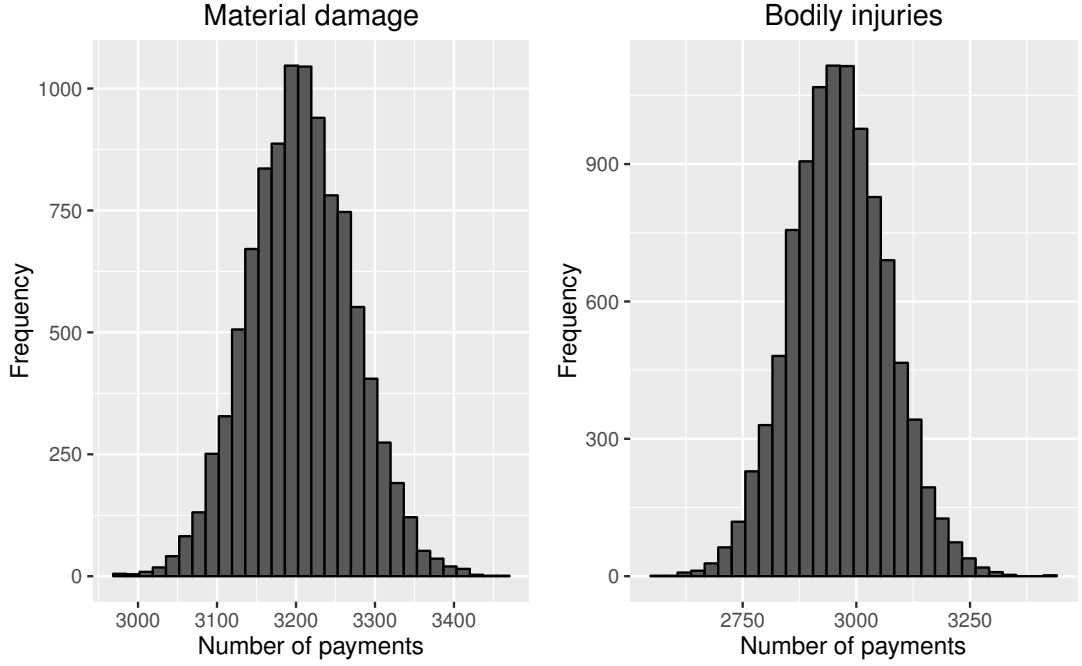 Material damage
Frequency
1000
750
500
250
0
3000 3100 3200 3300 3400
Number of payments
Bodily injuries
Frequency
900
600
300
0
2750 3000 3250
Number of payments